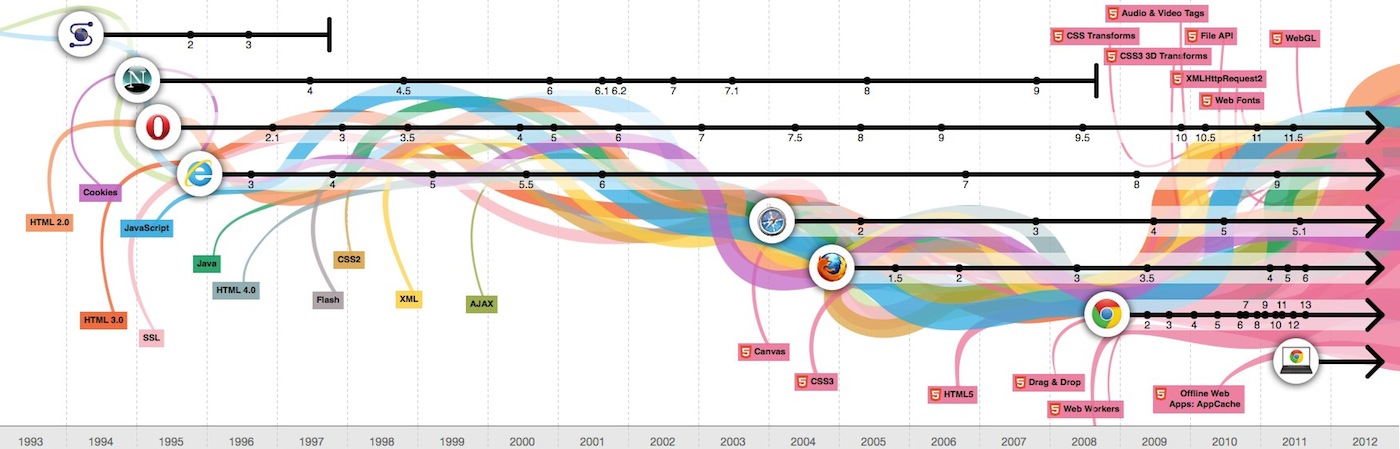 Audio & Video Tags
CSS Transforms
File API
WebGL
CSS3 3D Transforms
XMLHttpRequest2
Web Fonts
2 3
N
4 4.5 6 6.1 6.2 7 7.1 8 9
2.1 3 3.5 4 5 6 7 7.5 8 9 9.5 10 10.5 11 11.5
3 4 5 5.5 6 7 8 9
Cookies
HTML 2.0
JavaScript
2 3 4 5 5.1
Java
CSS2
1.5 2 3 3.5 4 5 6
HTML 4.0
Flash
XML
AJAX
7 9 11 13
2 3 4 5 6 8 10 12
HTML 3.0
SSL
Canvas
CSS3
HTML5
Drag & Drop
Web Workers
Offline Web
Apps: AppCache
1993 1994 1995 1996 1997 1998 1999 2000 2001 2002 2003 2004 2005 2006 2007 2008 2009 2010 2011 2012